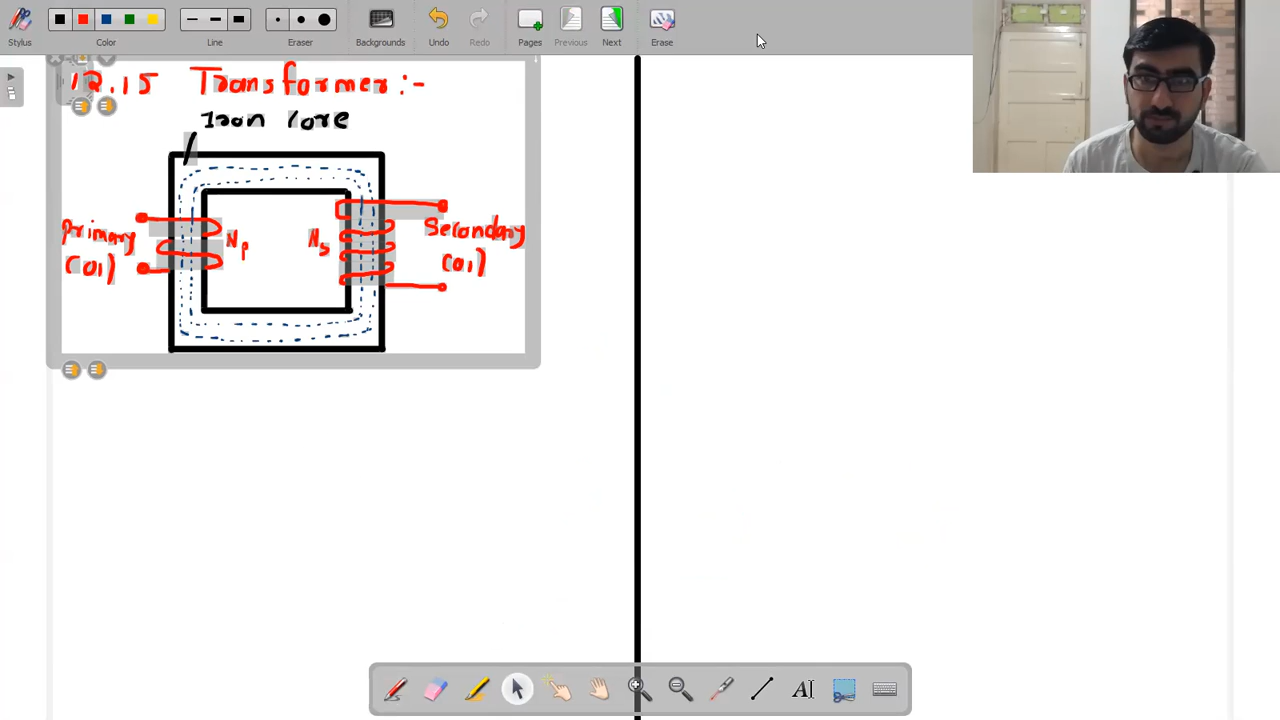 Stylus
Color
Line
Eraser
Backgrounds
Undo
Redo
Pages
Previous
Next
Erase
12.15 Transformer:-
Iron Core
Primary
Coil
Np
Ns
Secondary
Coil